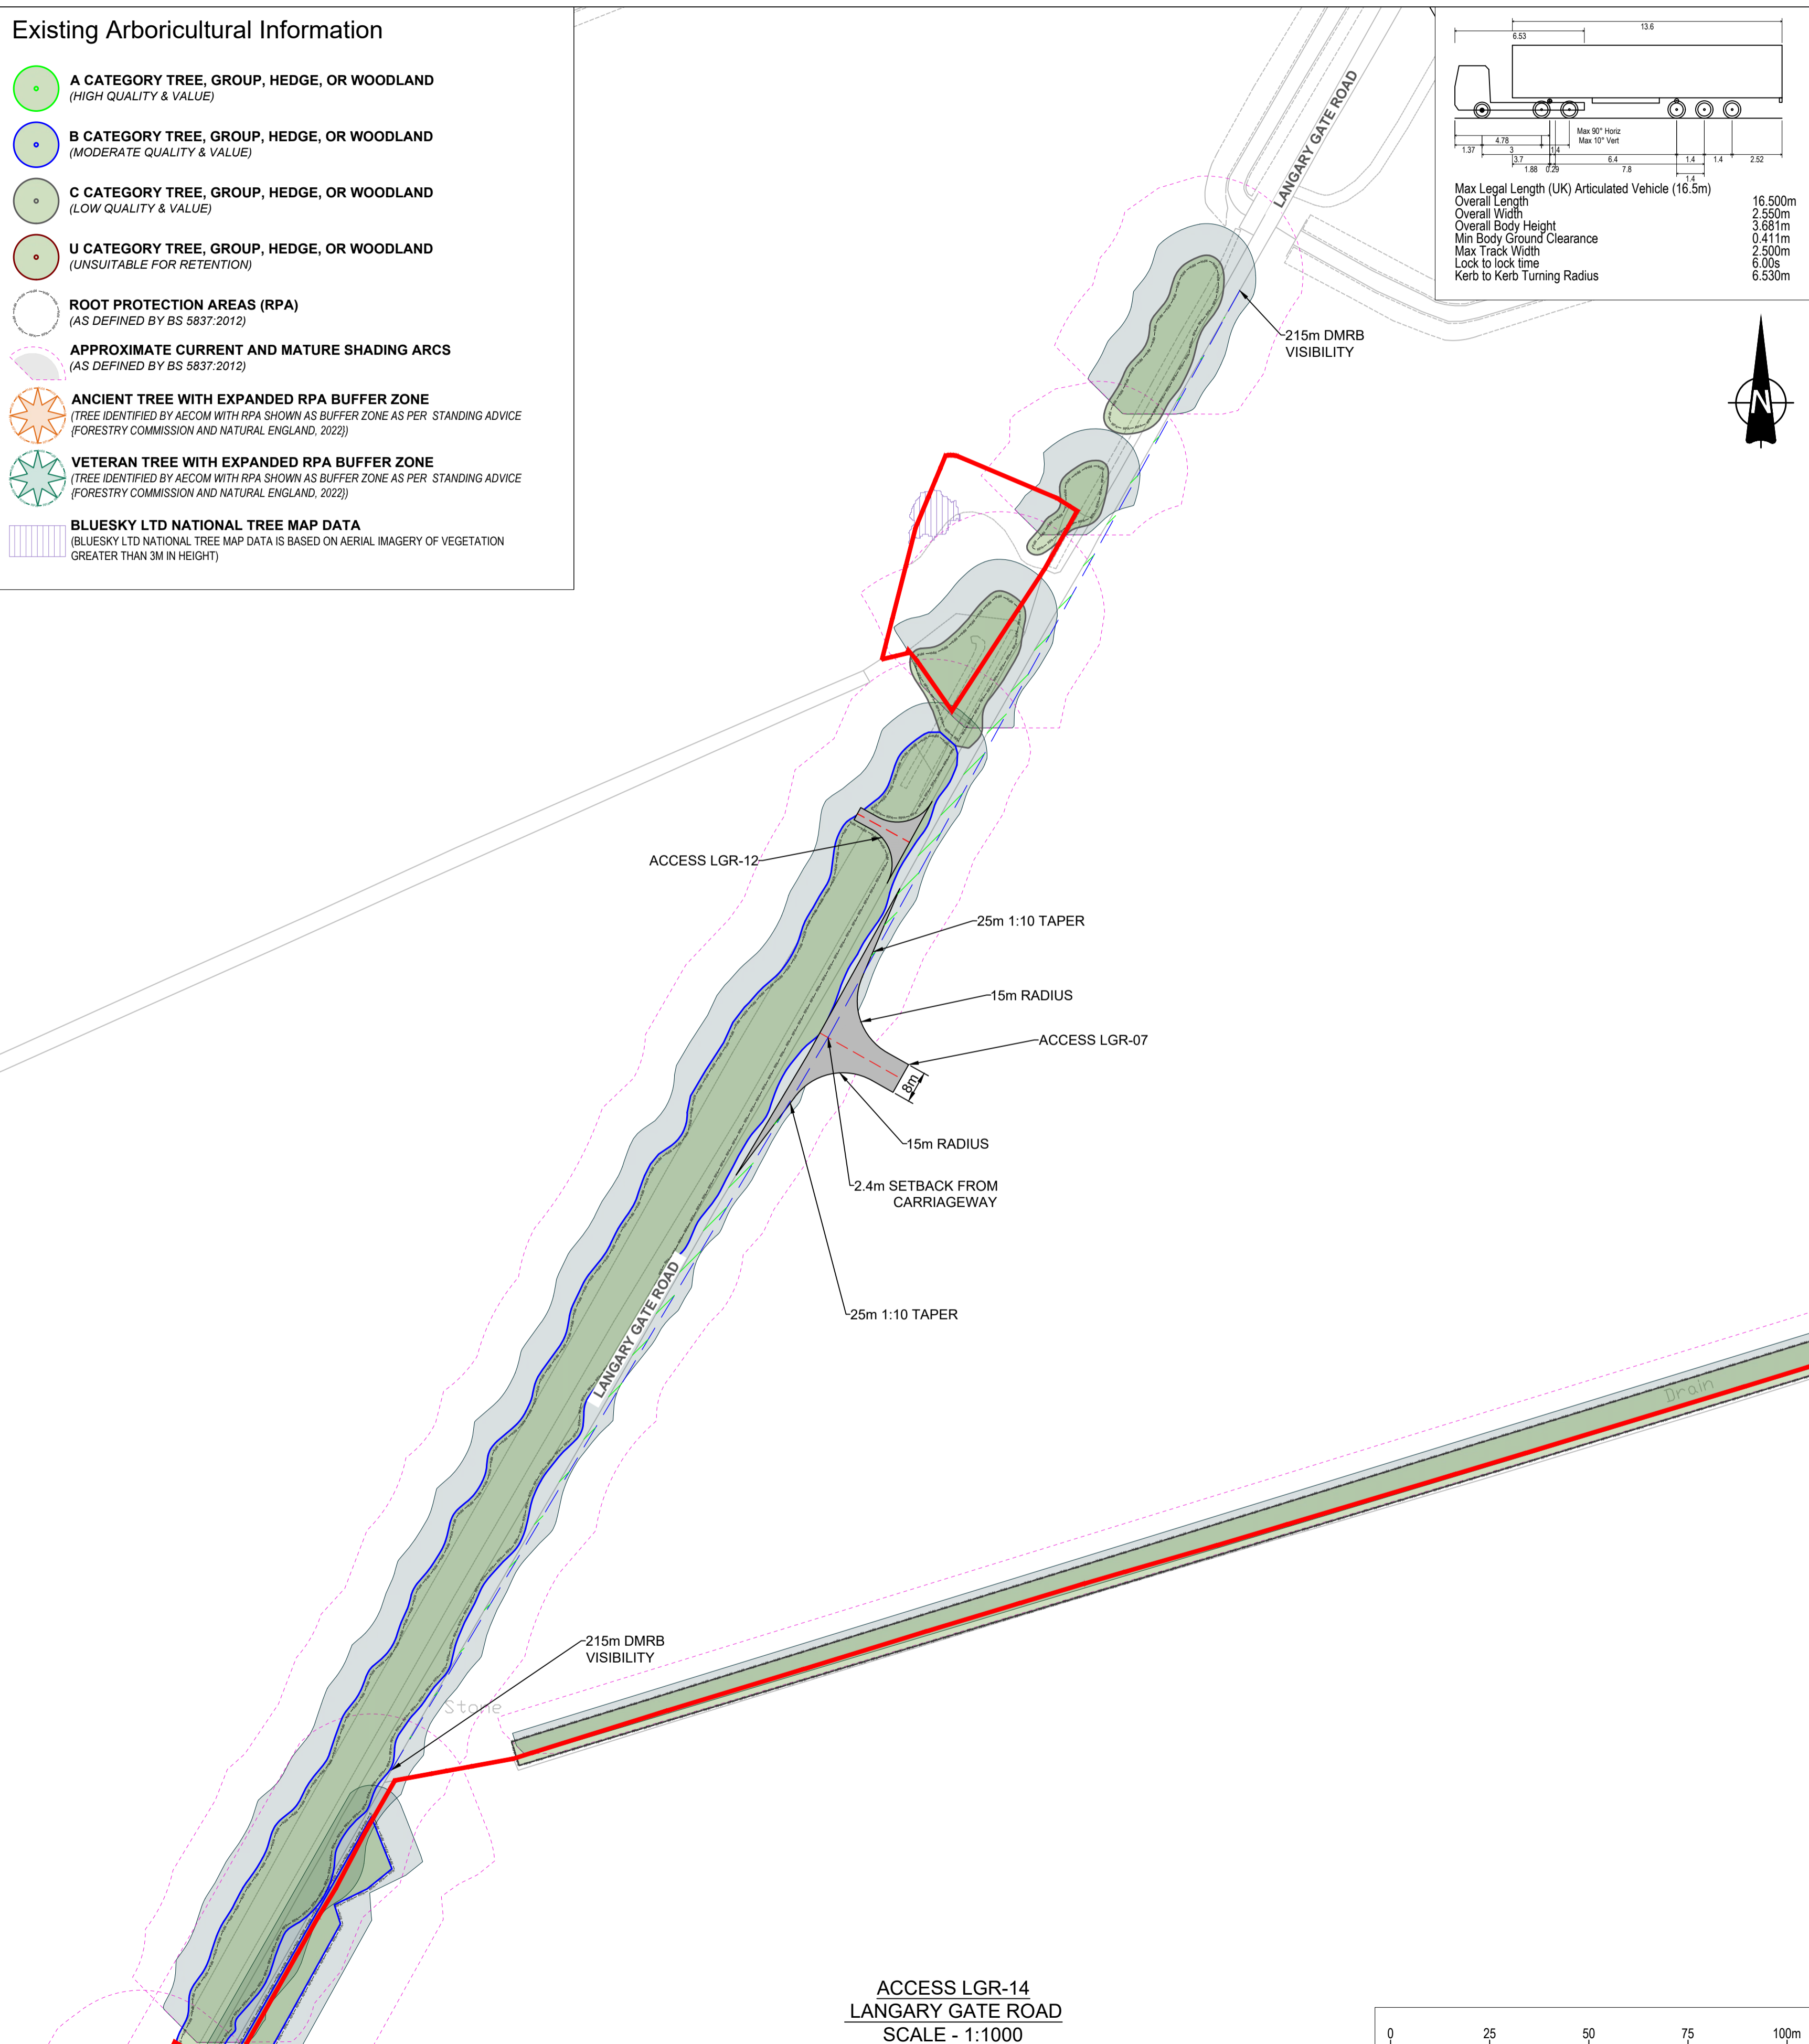 Existing Arboricultural Information
A CATEGORY TREE, GROUP, HEDGE, OR WOODLAND
(HIGH QUALITY & VALUE)
B CATEGORY TREE, GROUP, HEDGE, OR WOODLAND
(MODERATE QUALITY & VALUE)
C CATEGORY TREE, GROUP, HEDGE, OR WOODLAND
(LOW QUALITY & VALUE)
U CATEGORY TREE, GROUP, HEDGE, OR WOODLAND
(UNSUITABLE FOR RETENTION)
ROOT PROTECTION AREAS (RPA)
(AS DEFINED BY BS 5837:2012)
APPROXIMATE CURRENT AND MATURE SHADING ARCS
(AS DEFINED BY BS 5837:2012)
ANCIENT TREE WITH EXPANDED RPA BUFFER ZONE
(TREE IDENTIFIED BY AECOM WITH RPA SHOWN AS BUFFER ZONE AS PER STANDING ADVICE
{FORESTRY COMMISSION AND NATURAL ENGLAND, 2022})
VETERAN TREE WITH EXPANDED RPA BUFFER ZONE
(TREE IDENTIFIED BY AECOM WITH RPA SHOWN AS BUFFER ZONE AS PER STANDING ADVICE
{FORESTRY COMMISSION AND NATURAL ENGLAND, 2022})
BLUESKY LTD NATIONAL TREE MAP DATA
(BLUESKY LTD NATIONAL TREE MAP DATA IS BASED ON AERIAL IMAGERY OF VEGETATION
GREATER THAN 3M IN HEIGHT)
13.6
6.53
Max 90° Horiz
Max 10° Vert
4.78
1.37 3 1.4
3.7 6.4 1.4 1.4 2.52
1.88 0.29 7.8
1.4
Max Legal Length (UK) Articulated Vehicle (16.5m)
Overall Length 16.500m
Overall Width 2.550m
Overall Body Height 3.681m
Min Body Ground Clearance 0.411m
Max Track Width 2.500m
Lock to lock time 6.00s
Kerb to Kerb Turning Radius 6.530m
N
LANGARY GATE ROAD
215m DMRB
VISIBILITY
ACCESS LGR-12
25m 1:10 TAPER
15m RADIUS
ACCESS LGR-07
8m
15m RADIUS
2.4m SETBACK FROM
CARRIAGEWAY
25m 1:10 TAPER
LANGARY GATE ROAD
Drain
215m DMRB
VISIBILITY
Stone
ACCESS LGR-14
LANGARY GATE ROAD
SCALE - 1:1000
0 25 50 75 100m